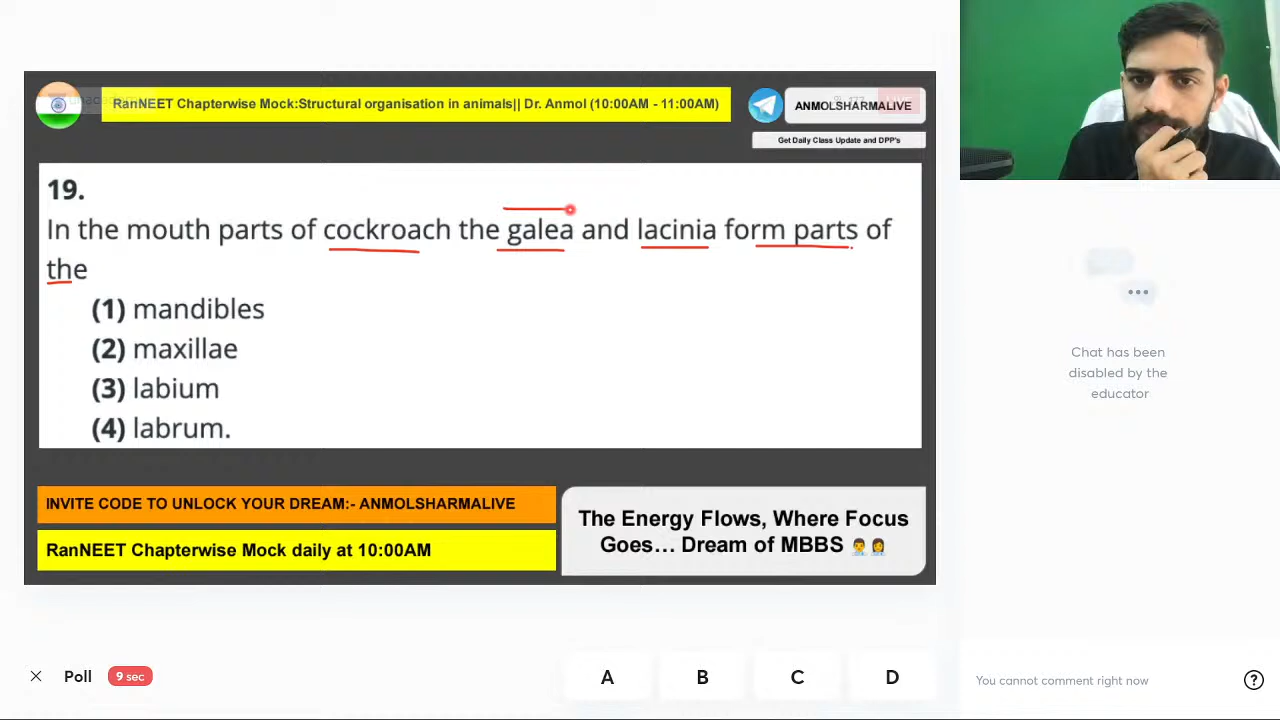 RanNEET Chapterwise Mock:Structural organisation in animals|| Dr. Anmol (10:00AM - 11:00AM)
ANMOLSHARMALIVE
Get Daily Class Update and DPP's
19.
In the mouth parts of cockroach the galea and lacinia form parts of
the
(1) mandibles
(2) maxillae
(3) labium
(4) labrum.
INVITE CODE TO UNLOCK YOUR DREAM:- ANMOLSHARMALIVE
RanNEET Chapterwise Mock daily at 10:00AM
The Energy Flows, Where Focus
Goes... Dream of MBBS
Chat has been
disabled by the
educator
× Poll 9 sec
A B C D
You cannot comment right now
?